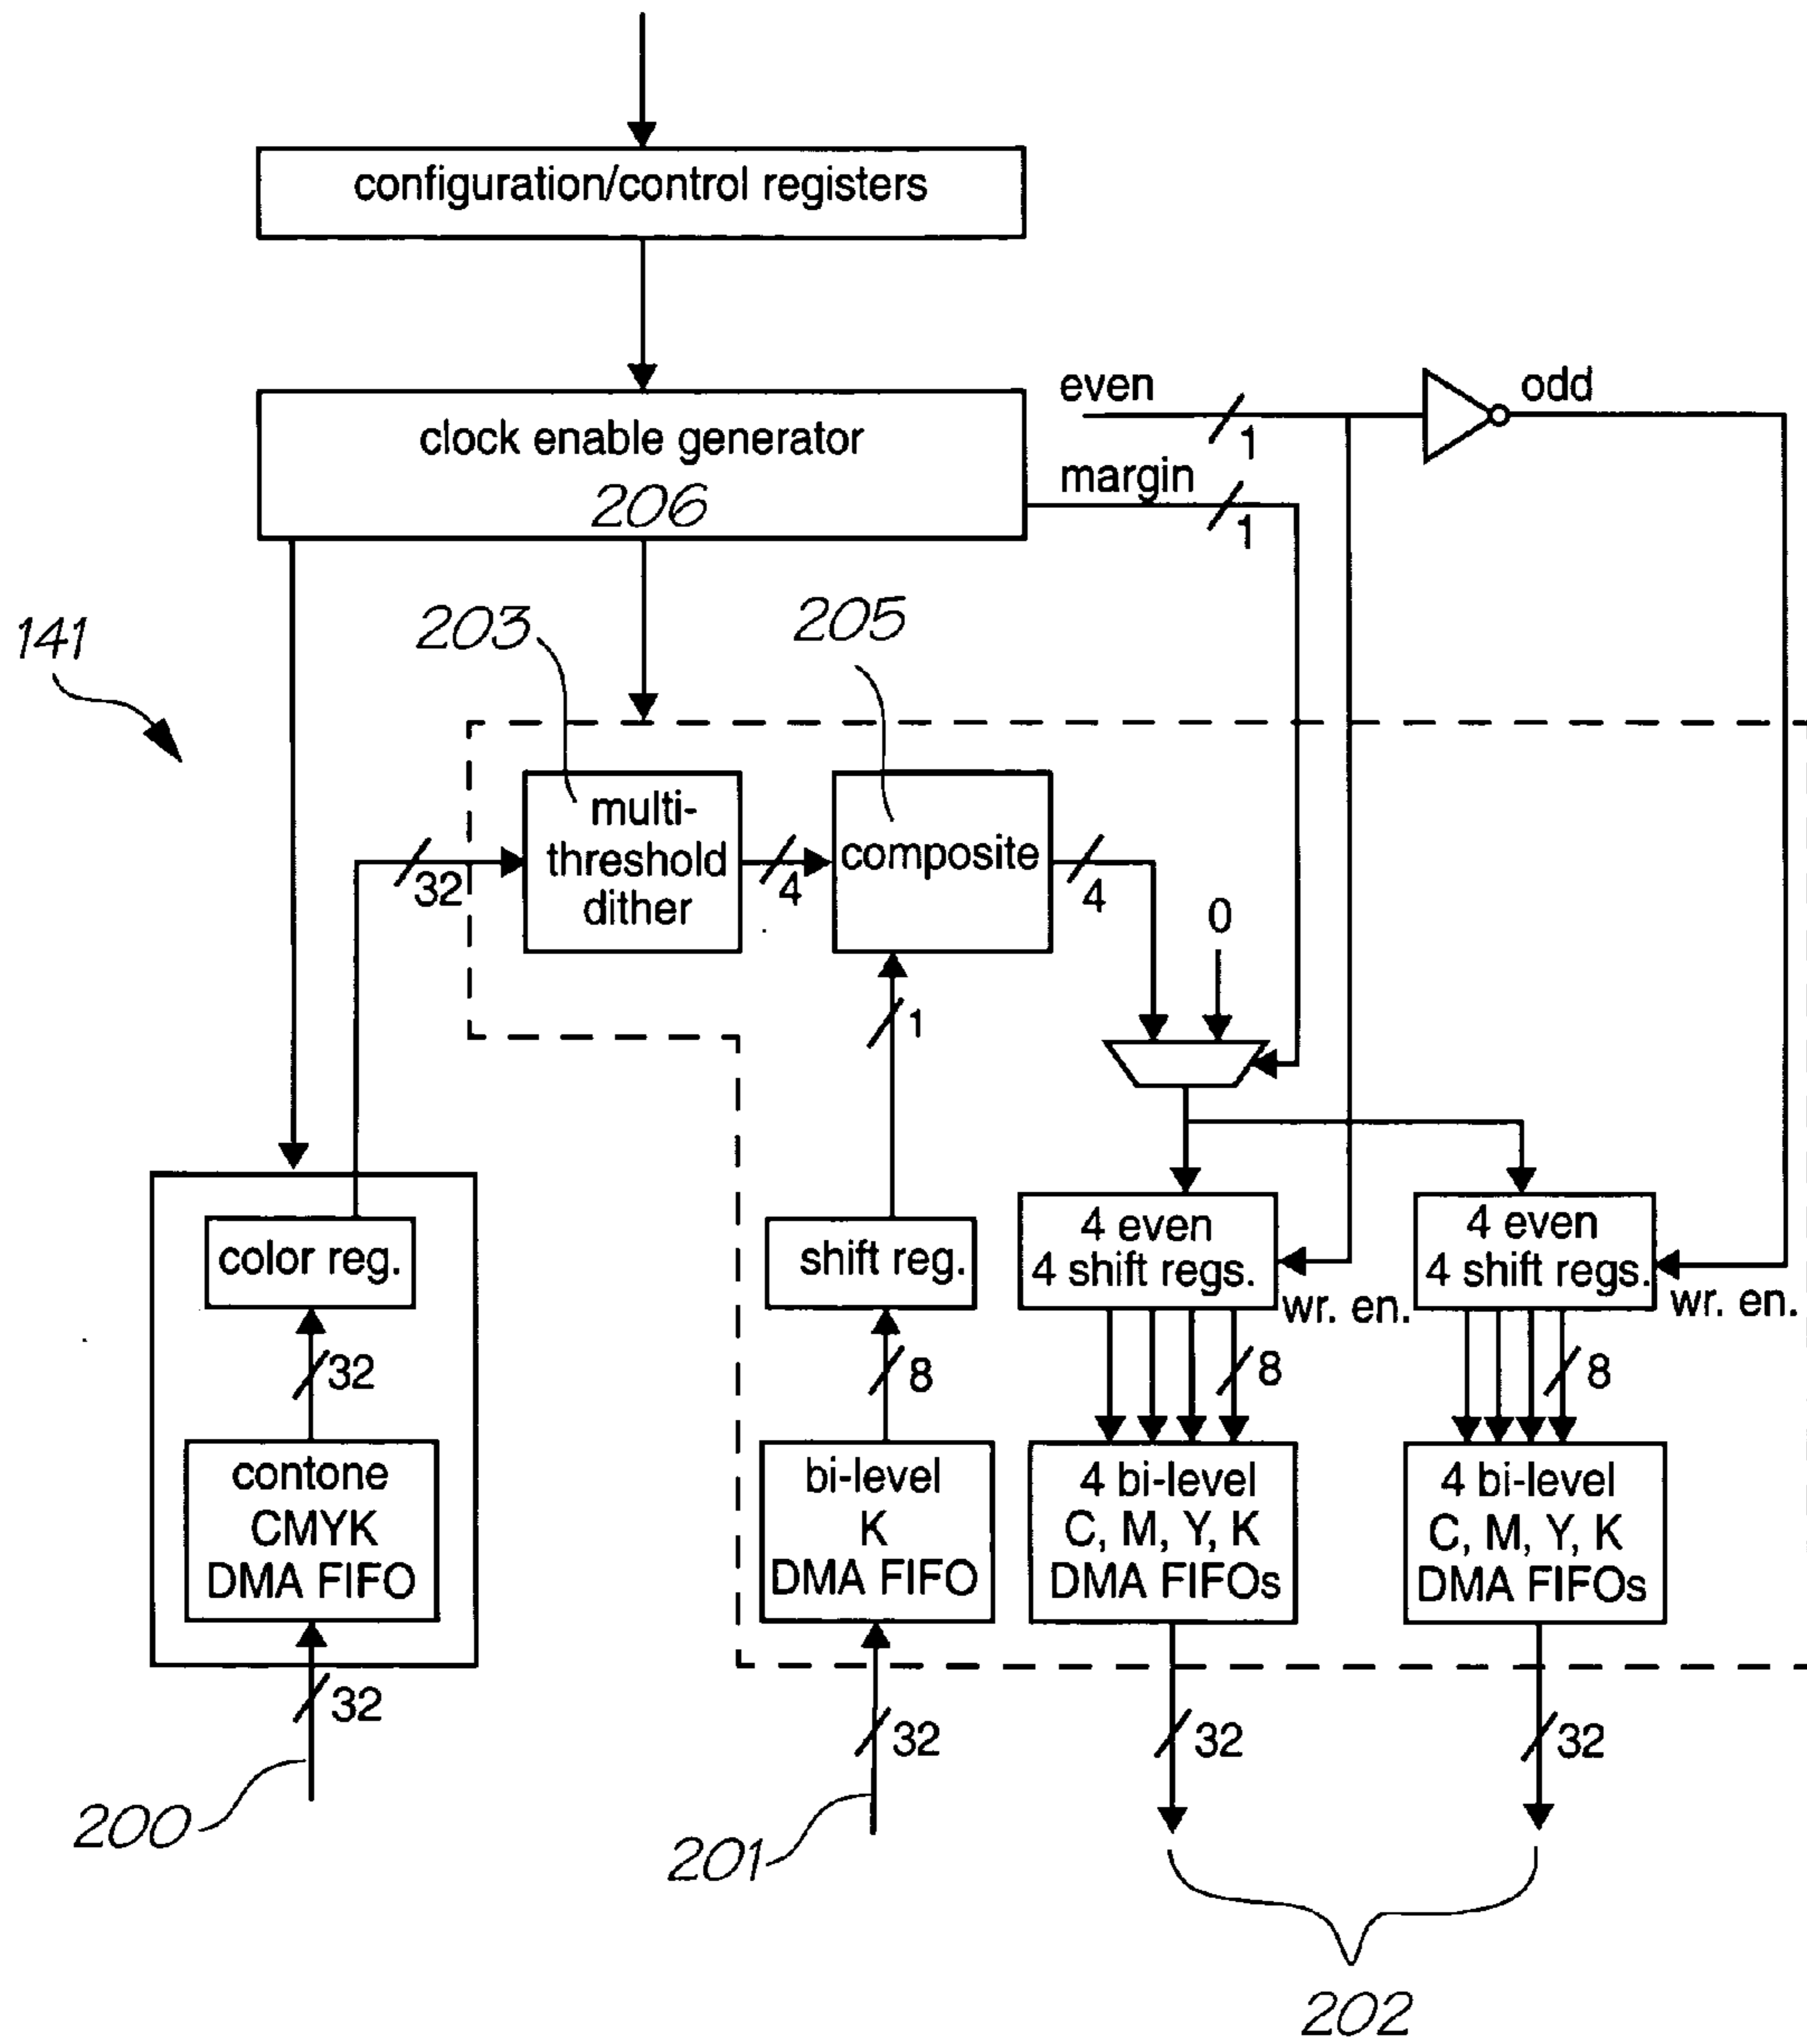 configuration/control registers
clock enable generator
206
even
1
odd
margin
1
141
203
205
multi-
threshold
dither
32
4
composite
4
0
1
color reg.
shift reg.
4 even
4 shift regs.
wr. en.
4 even
4 shift regs.
wr. en.
32
8
8
8
contone
CMYK
DMA FIFO
bi-level
K
DMA FIFO
4 bi-level
C, M, Y, K
DMA FIFOs
4 bi-level
C, M, Y, K
DMA FIFOs
32
32
32
32
200
201
202